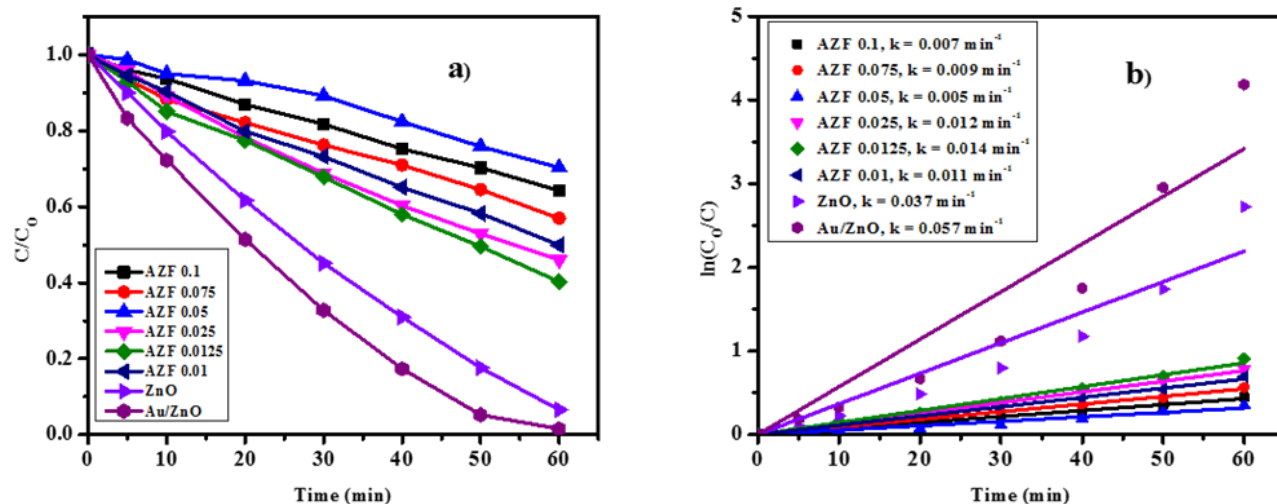 a)
1.0
0.8
0.6
0.4
0.2
0.0
C/C₀
AZF 0.1
AZF 0.075
AZF 0.05
AZF 0.025
AZF 0.0125
AZF 0.01
ZnO
Au/ZnO
0 10 20 30 40 50 60
Time (min)
b)
5
4
3
2
1
0
ln(C₀/C)
AZF 0.1, k = 0.007 min⁻¹
AZF 0.075, k = 0.009 min⁻¹
AZF 0.05, k = 0.005 min⁻¹
AZF 0.025, k = 0.012 min⁻¹
AZF 0.0125, k = 0.014 min⁻¹
AZF 0.01, k = 0.011 min⁻¹
ZnO, k = 0.037 min⁻¹
Au/ZnO, k = 0.057 min⁻¹
0 10 20 30 40 50 60
Time (min)